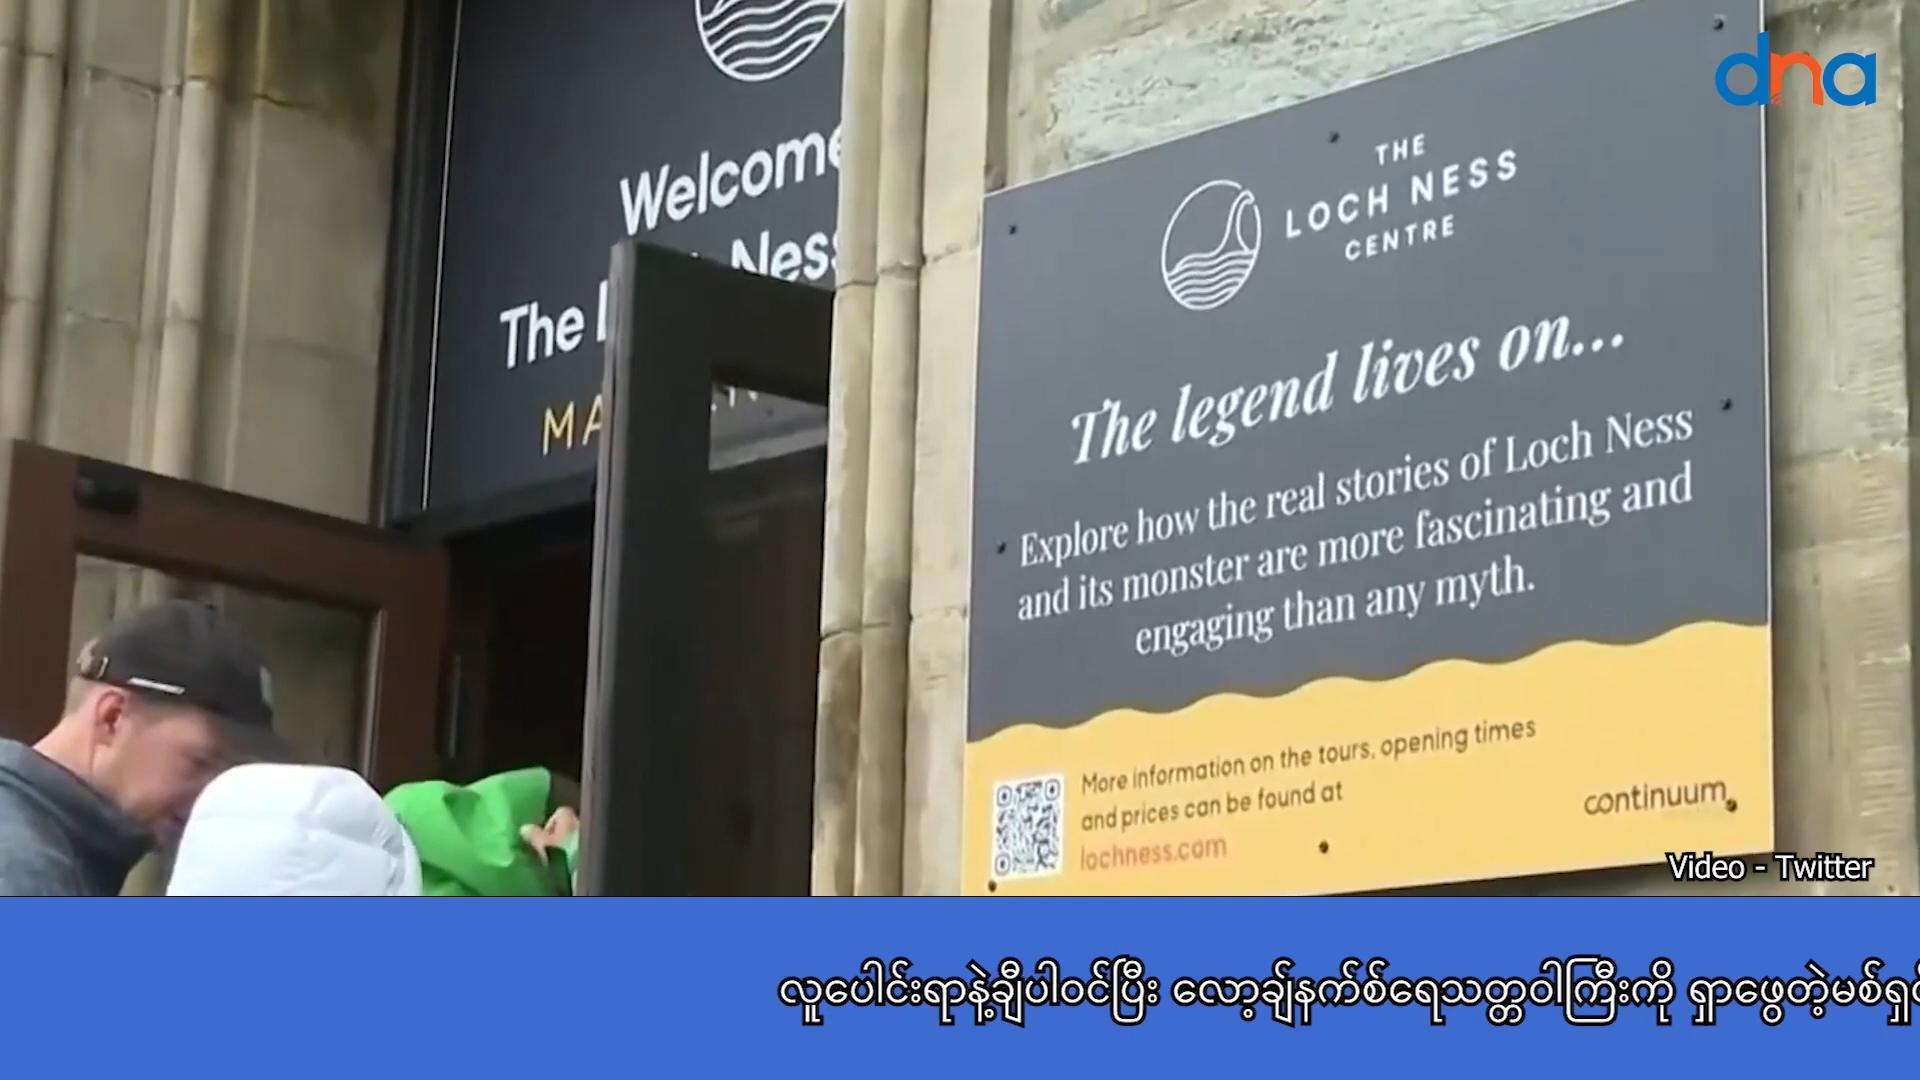 dna
Welcome
Ness
The
MA
THE
LOCH NESS
CENTRE
The legend lives on...
Explore how the real stories of Loch Ness
and its monster are more fascinating and
engaging than any myth.
More information on the tours, opening times
and prices can be found at
lochness.com
continuum
Video - Twitter
လူပေါင်းရာနဲ့ချီပါဝင်ပြီး လော့ချ်နက်စ်ရေသတ္တဝါကြီးကို ရှာဖွေတဲ့မစ်ရှင်